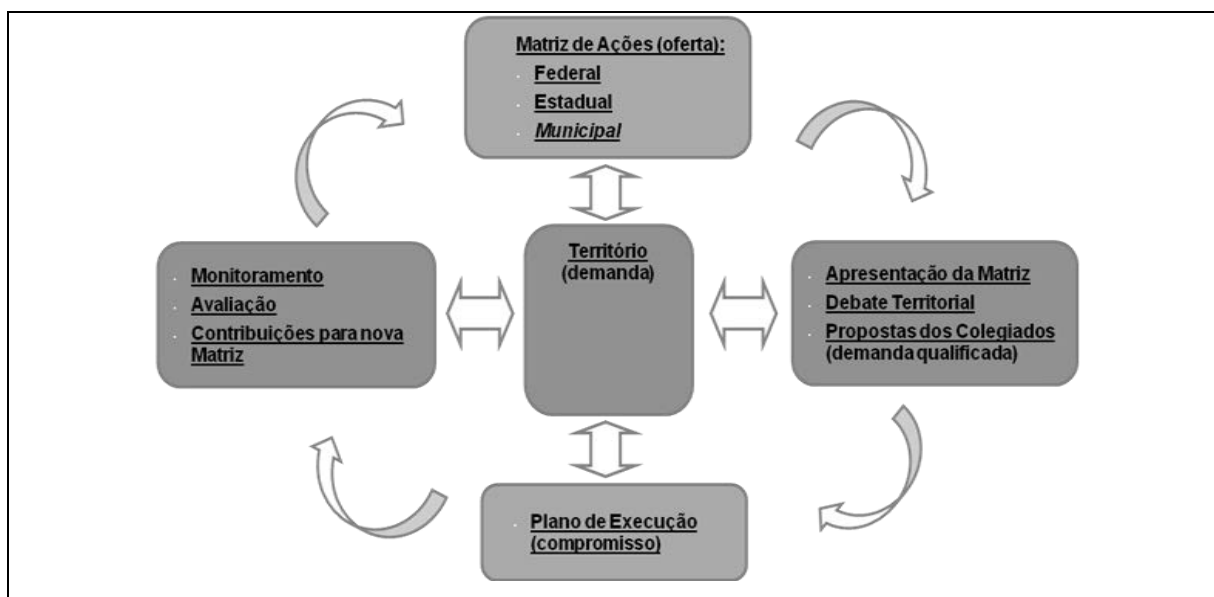 Matriz de Ações (oferta):
. Federal
. Estadual
. Municipal
. Monitoramento
. Avaliação
. Contribuições para nova
Matriz
Território
(demanda)
. Apresentação da Matriz
. Debate Territorial
. Propostas dos Colegiados
(demanda qualificada)
. Plano de Execução
(compromisso)